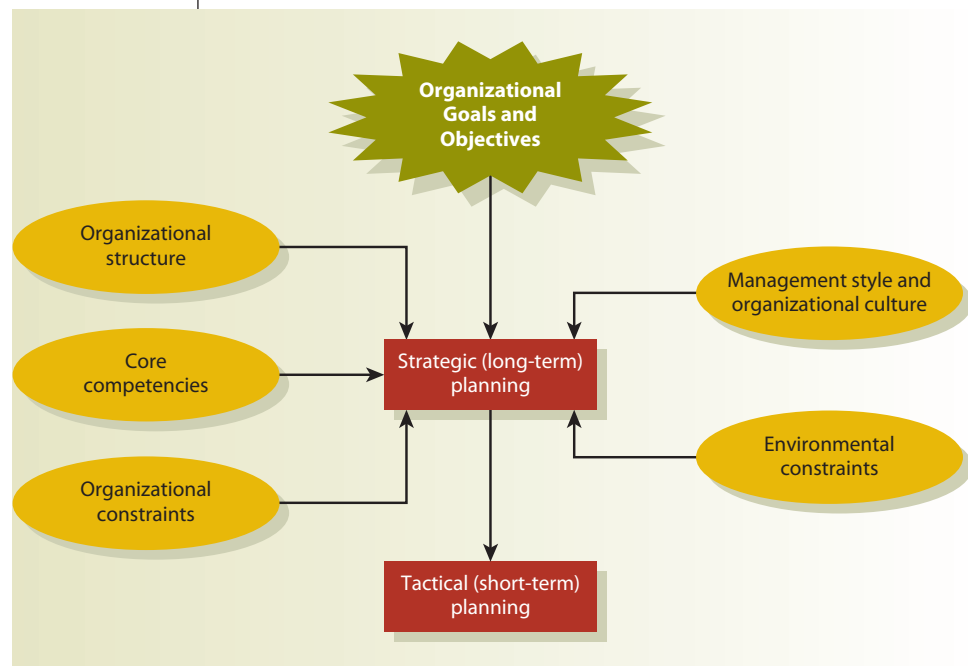 Organizational
Goals and
Objectives
Organizational
structure
Management style and
organizational culture
Strategic (long-term)
planning
Core
competencies
Environmental
constraints
Organizational
constraints
Tactical (short-term)
planning